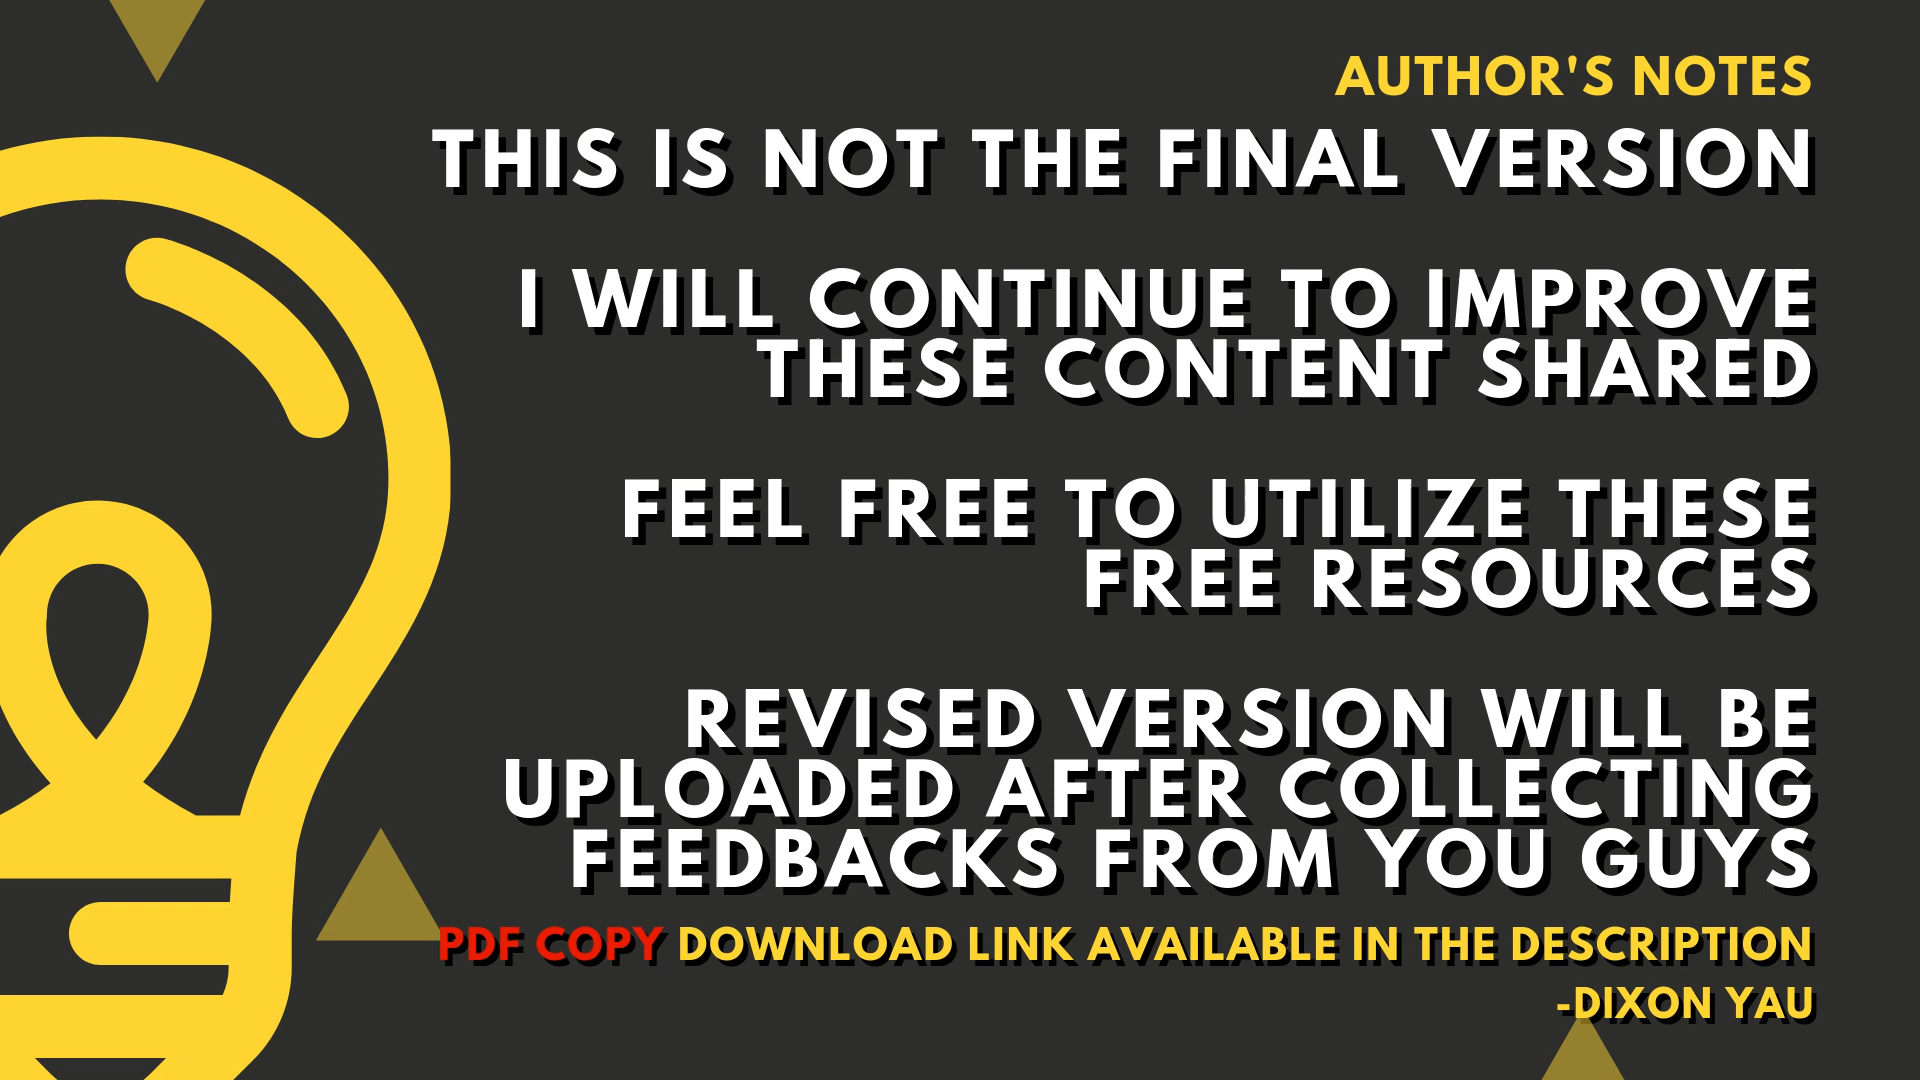 AUTHOR'S NOTES
THIS IS NOT THE FINAL VERSION
I WILL CONTINUE TO IMPROVE
THESE CONTENT SHARED
FEEL FREE TO UTILIZE THESE
FREE RESOURCES
REVISED VERSION WILL BE
UPLOADED AFTER COLLECTING
FEEDBACKS FROM YOU GUYS
PDF COPY DOWNLOAD LINK AVAILABLE IN THE DESCRIPTION
-DIXON YAU